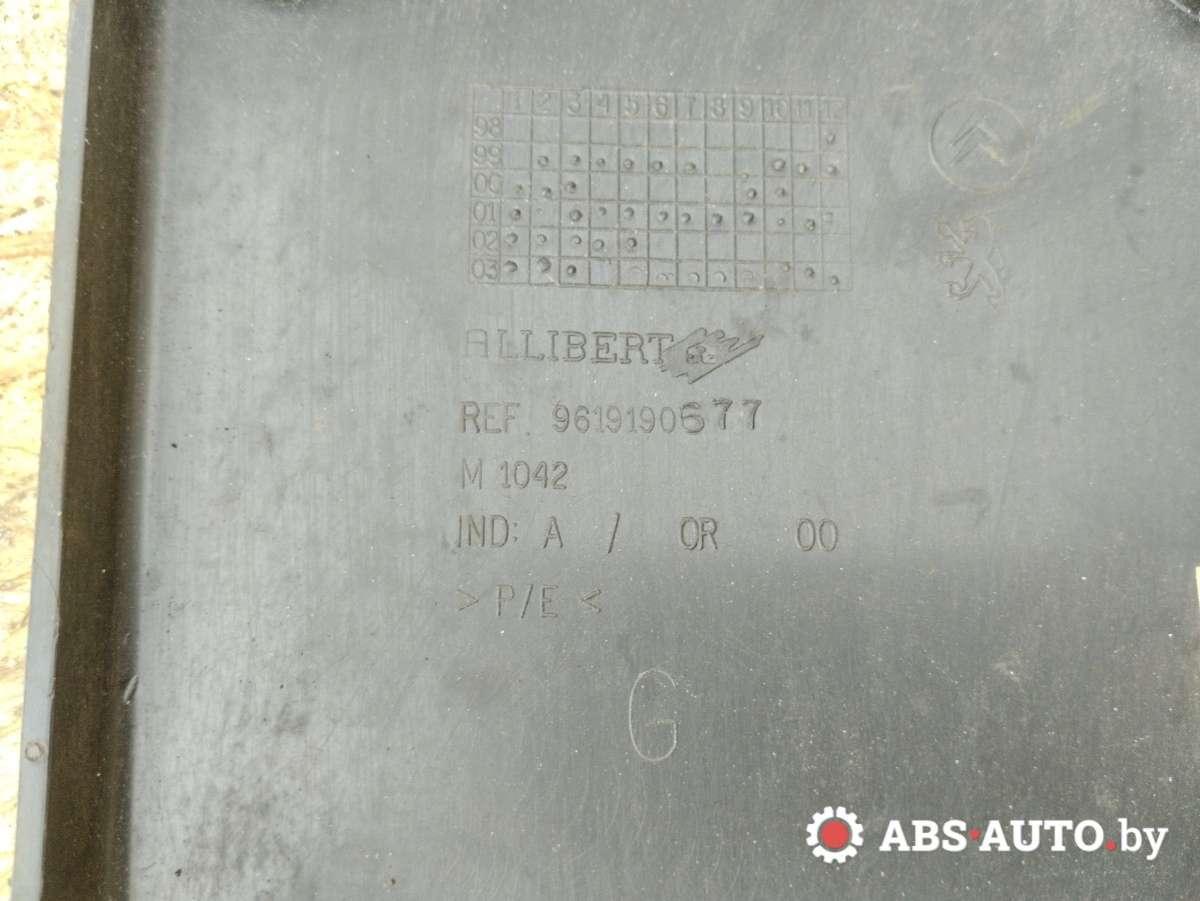 1 2 3 4 5 6 7 8 9 10 11
98
99
00
01
02
03
ALLIBERT
REF. 9619190677
M 1042
IND: A / OR 00
> P/E <
G
ABS-AUTO.by